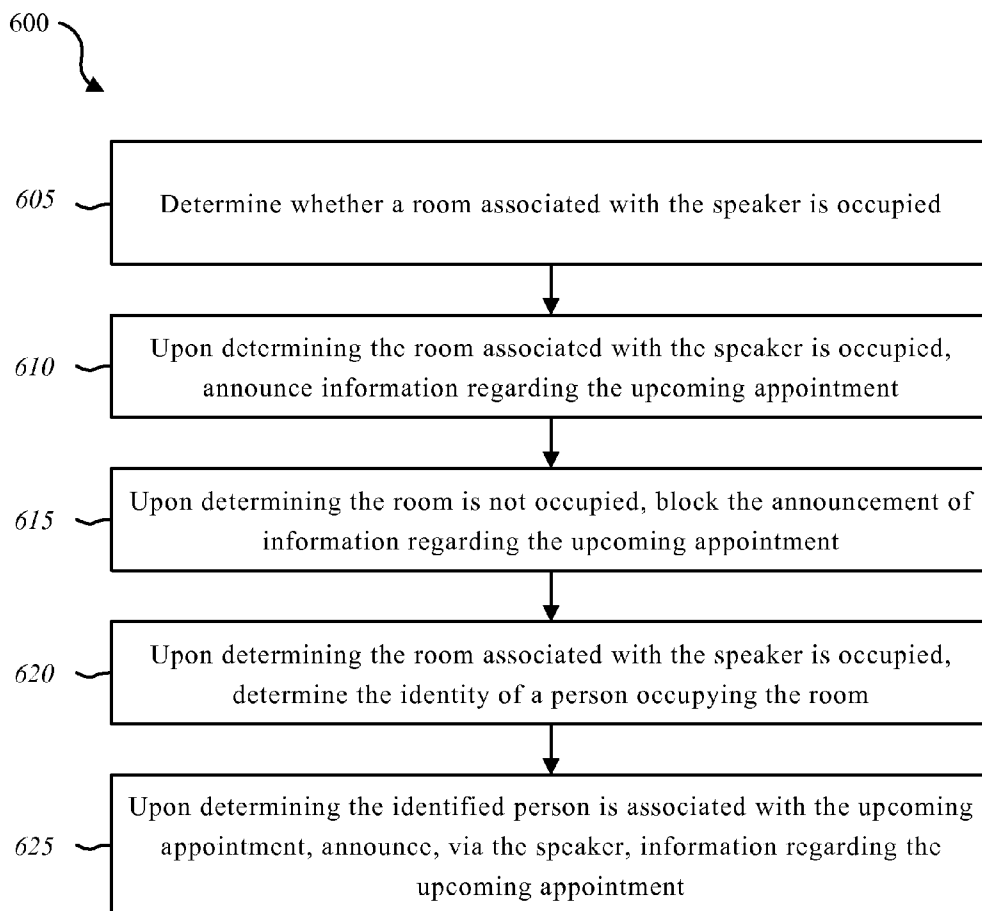 600
605
Determine whether a room associated with the speaker is occupied
610
Upon determining the room associated with the speaker is occupied,
announce information regarding the upcoming appointment
615
Upon determining the room is not occupied, block the announcement of
information regarding the upcoming appointment
620
Upon determining the room associated with the speaker is occupied,
determine the identity of a person occupying the room
625
Upon determining the identified person is associated with the upcoming
appointment, announce, via the speaker, information regarding the
upcoming appointment